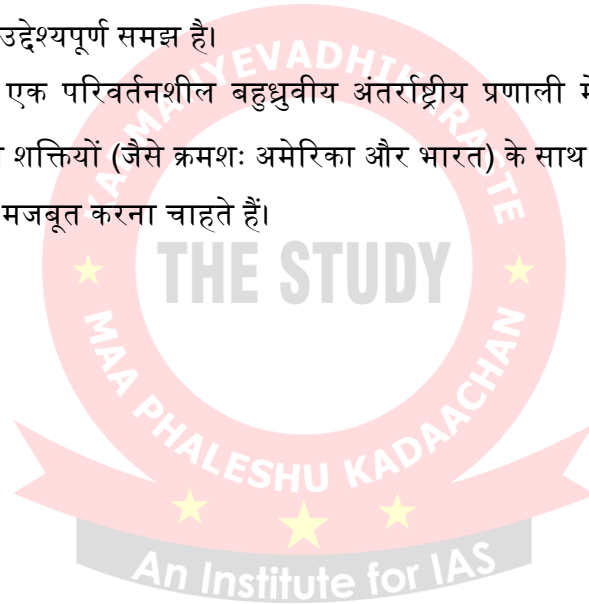 उद्देश्यपूर्ण समझ है।
एक परिवर्तनशील बहुध्रुवीय अंतर्राष्ट्रीय प्रणाली में
शक्तियों (जैसे क्रमशः अमेरिका और भारत) के साथ
मजबूत करना चाहते हैं।
KARMANYEVADHIKARASTE
THE STUDY
MAA PHALESHU KADAACHAN
An Institute for IAS